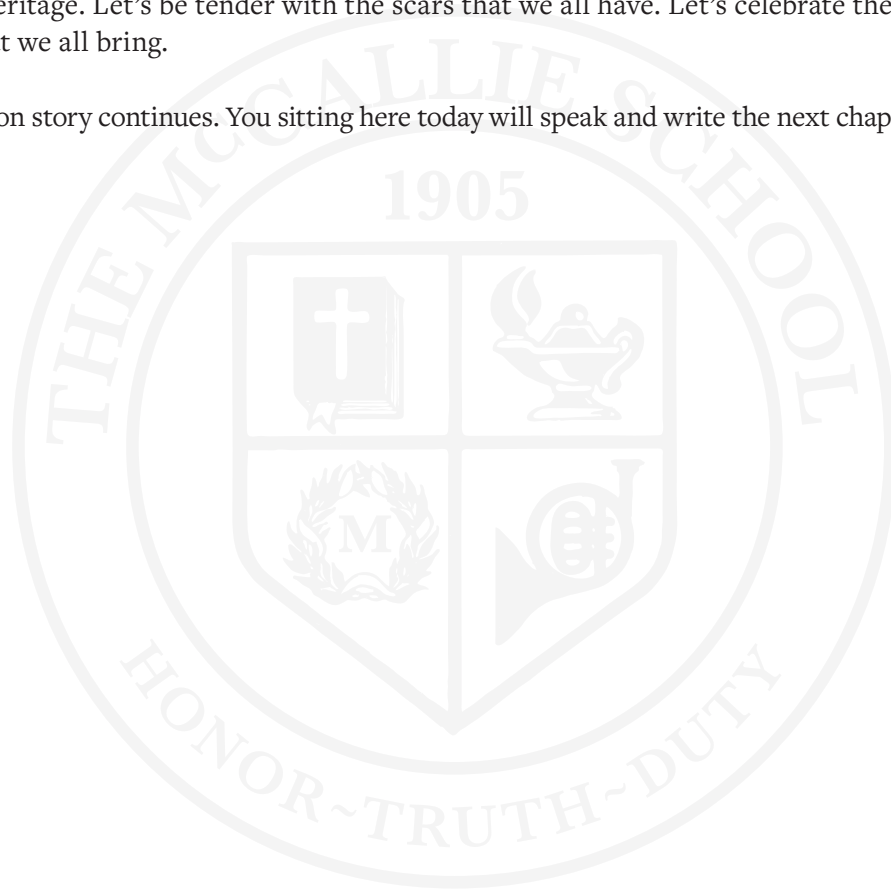 eritage. Let’s be tender with the scars that we all have. Let’s celebrate the
t we all bring.
on story continues. You sitting here today will speak and write the next chap
THE McCALLIE SCHOOL
1905
M
HONOR~TRUTH~DUTY